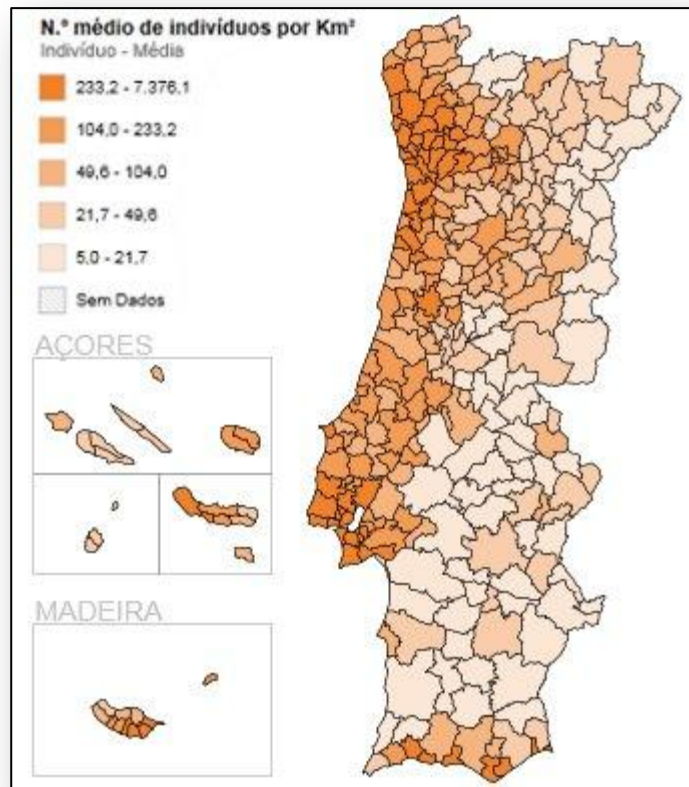 N.º médio de indivíduos por Km²
Indivíduo - Média
233,2 - 7.376,1
104,0 - 233,2
49,6 - 104,0
21,7 - 49,6
5,0 - 21,7
Sem Dados
AÇORES
MADEIRA